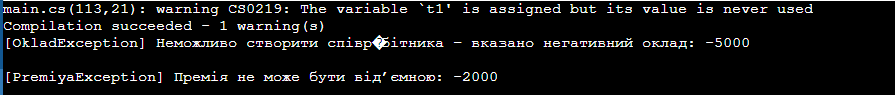 main.cs(113,21): warning CS0219: The variable `t1' is assigned but its value is never used
Compilation succeeded - 1 warning(s)
[OkladException] Неможливо створити співр�бітника - вказано негативний оклад: -5000
[PremiyaException] Премія не може бути від’ємною: -2000